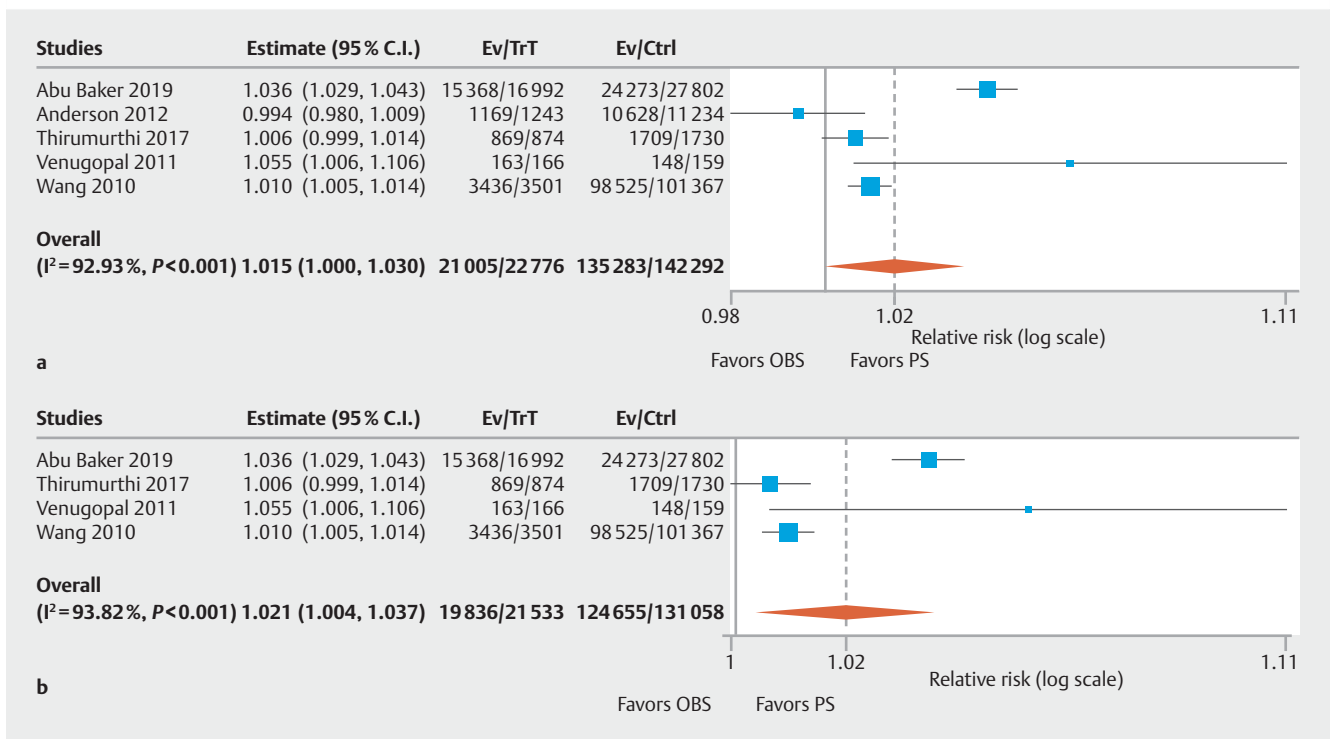 Studies Estimate (95 % C.I.) Ev/TrT Ev/Ctrl
Abu Baker 2019 1.036 (1.029, 1.043) 15 368/16 992 24 273/27 802
Anderson 2012 0.994 (0.980, 1.009) 1169/1243 10 628/11 234
Thirumurthi 2017 1.006 (0.999, 1.014) 869/874 1709/1730
Venugopal 2011 1.055 (1.006, 1.106) 163/166 148/159
Wang 2010 1.010 (1.005, 1.014) 3436/3501 98 525/101 367
Overall
(I²= 92.93 %, P < 0.001) 1.015 (1.000, 1.030) 21 005/22 776 135 283/142 292
0.98 1.02 1.11
Relative risk (log scale)
a Favors OBS Favors PS
Studies Estimate (95 % C.I.) Ev/TrT Ev/Ctrl
Abu Baker 2019 1.036 (1.029, 1.043) 15 368/16 992 24 273/27 802
Thirumurthi 2017 1.006 (0.999, 1.014) 869/874 1709/1730
Venugopal 2011 1.055 (1.006, 1.106) 163/166 148/159
Wang 2010 1.010 (1.005, 1.014) 3436/3501 98 525/101 367
Overall
(I²= 93.82 %, P < 0.001) 1.021 (1.004, 1.037) 19 836/21 533 124 655/131 058
1 1.02 1.11
Relative risk (log scale)
b
Favors OBS Favors PS